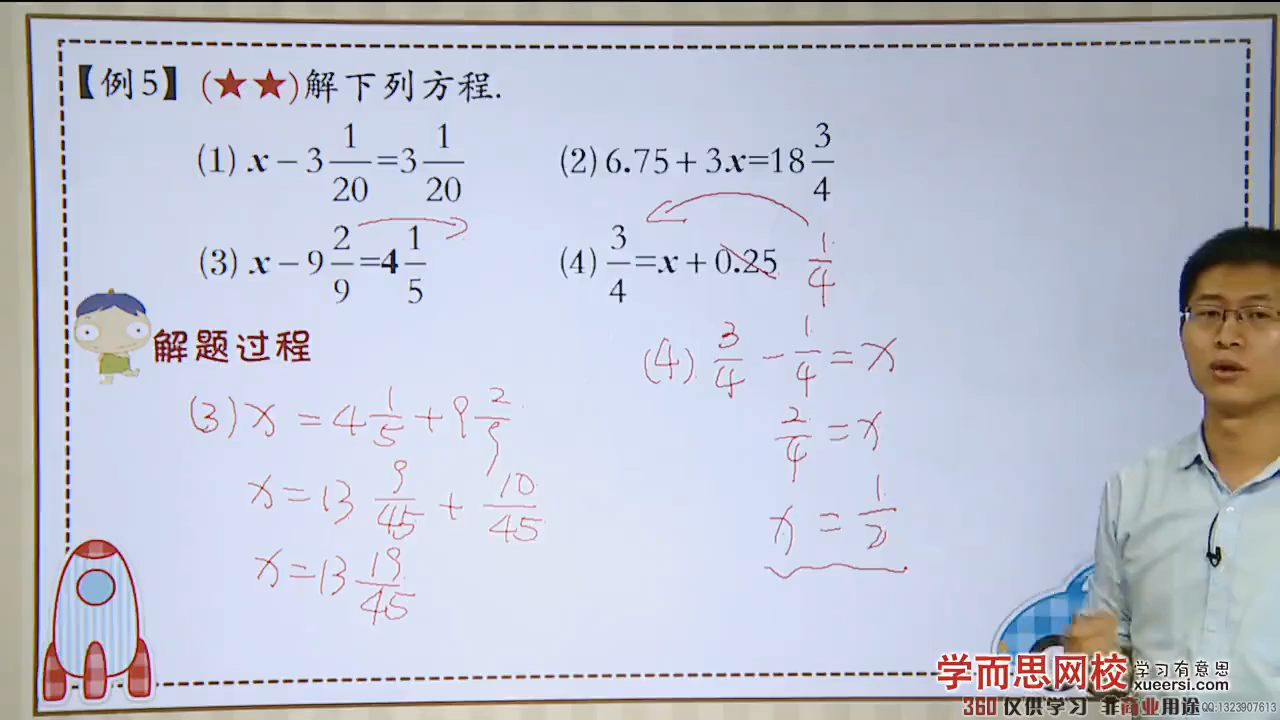 【例5】(★★)解下列方程.
(1) x − 3 1/20 = 3 1/20
(2) 6.75 + 3x = 18 3/4
(3) x − 9 2/9 = 4 1/5
(4) 3/4 = x + 0.25 1/4
解题过程
(4) 3/4 − 1/4 = x
2/4 = x
x = 1/2
(3) x = 4 1/5 + 9 2/9
x = 13 9/45 + 10/45
x = 13 19/45
学而思网校 学习有意思
xueersi.com
360 仅供学习 非商业用途 QQ:1323907613